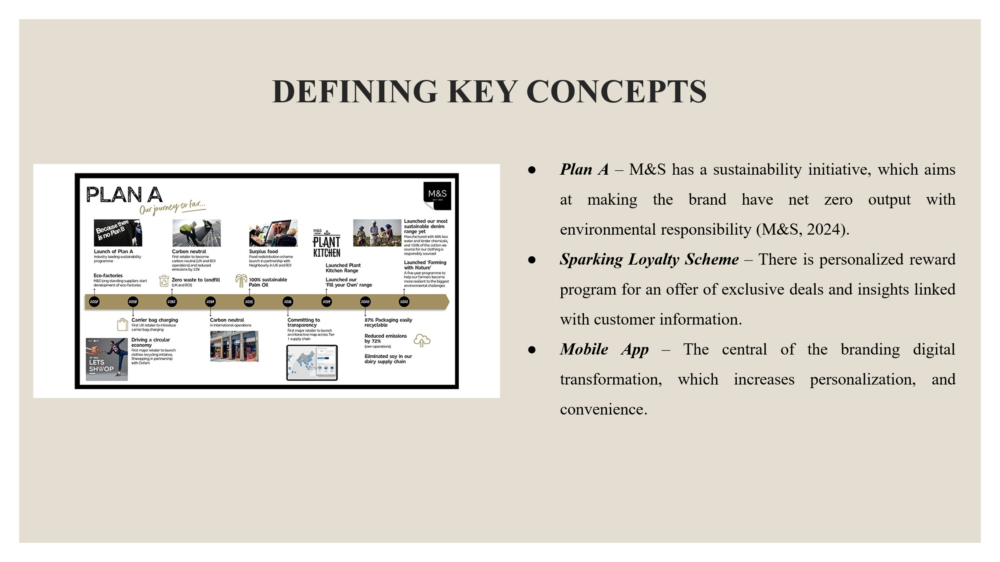 DEFINING KEY CONCEPTS
PLAN A
Our journey so far...
M&S
EST. 1884
Because there
is no Plan B
Launch of Plan A
Industry leading sustainability
programme
Eco-factories
M&S long standing suppliers start
development of eco-factories
Carbon neutral
First retailer to become
carbon neutral (UK and ROI
operations) and reduced
emissions by 22%
Zero waste to landfill
(UK and ROI)
Surplus food
Food redistribution scheme
launch in partnership with
Neighbourly in UK and ROI
100% sustainable
Palm Oil
M&S
FOOD
PLANT
KITCHEN
Launched Plant
Kitchen Range
Launched our
'Fill your Own' range
Launched our most
sustainable denim
range yet
Manufactured with 86% less
water and kinder chemicals,
and 100% of the cotton we
source for our clothing is
responsibly sourced
Launched 'Farming
with Nature'
A five-year programme to
help our farmers become
more resilient to the biggest
environmental challenges
2007 2008 2012 2014 2015 2016 2019 2020 2021
Carrier bag charging
First UK retailer to introduce
carrier bag charging
Driving a circular
economy
First major retailer to launch
clothes recycling initiative,
Shwopping, in partnership
with Oxfam
SPARKS
LETS
SHWOP
Carbon neutral
in International operations
Committing to
transparency
First major retailer to launch
an interactive map across Tier
1 supply chain
87% Packaging easily
recyclable
Reduced emissions
by 72%
(own operations)
Eliminated soy in our
dairy supply chain
● Plan A – M&S has a sustainability initiative, which aims
at making the brand have net zero output with
environmental responsibility (M&S, 2024).
● Sparking Loyalty Scheme – There is personalized reward
program for an offer of exclusive deals and insights linked
with customer information.
● Mobile App – The central of the branding digital
transformation, which increases personalization, and
convenience.